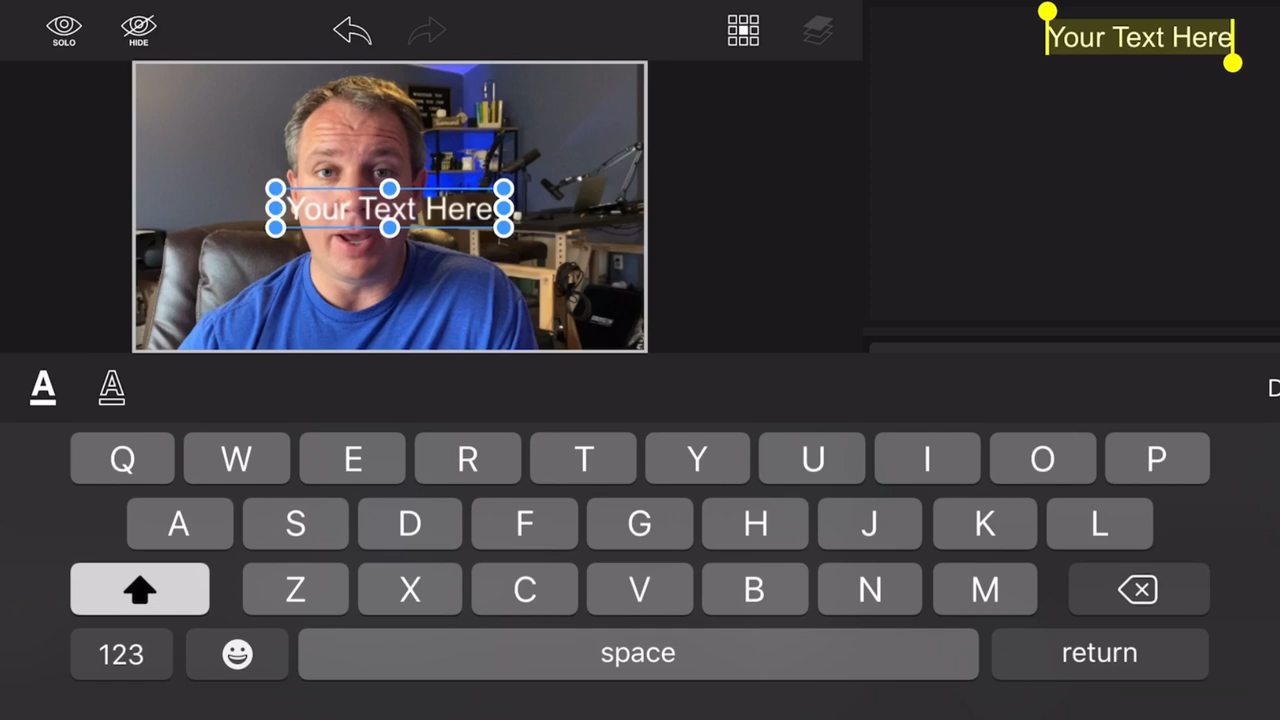 SOLO
HIDE
Your Text Here
Your Text Here
A
A
D
Q W E R T Y U I O P
A S D F G H J K L
Z X C V B N M
123
space
return